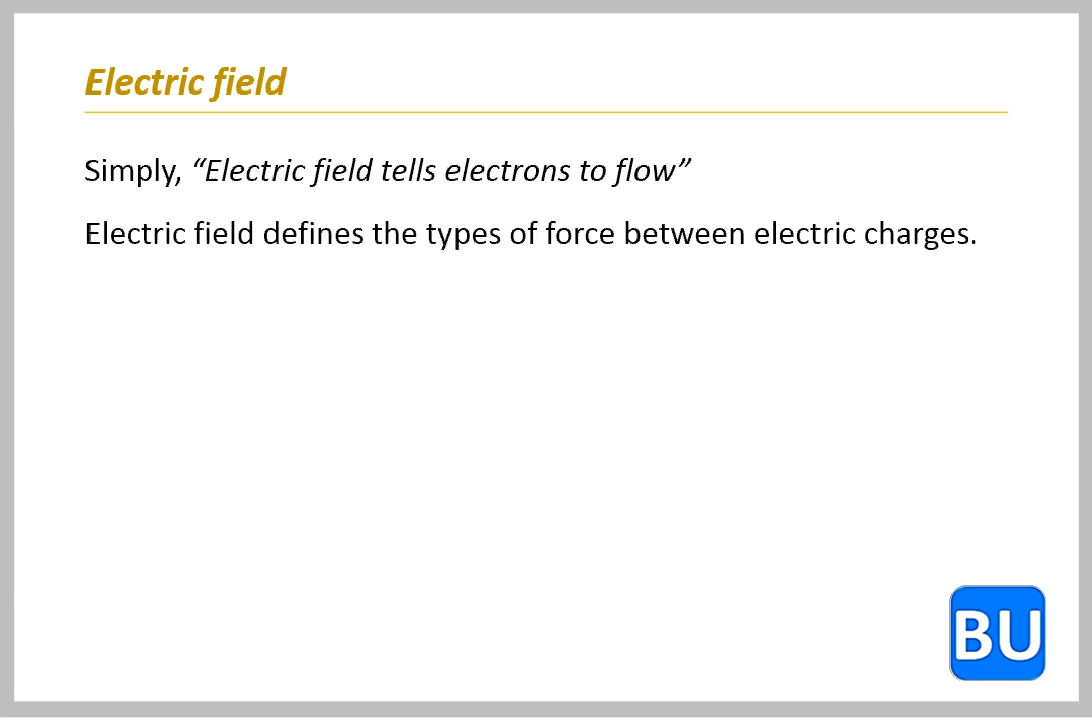 Electric field
Simply, “Electric field tells electrons to flow”
Electric field defines the types of force between electric charges.
BU